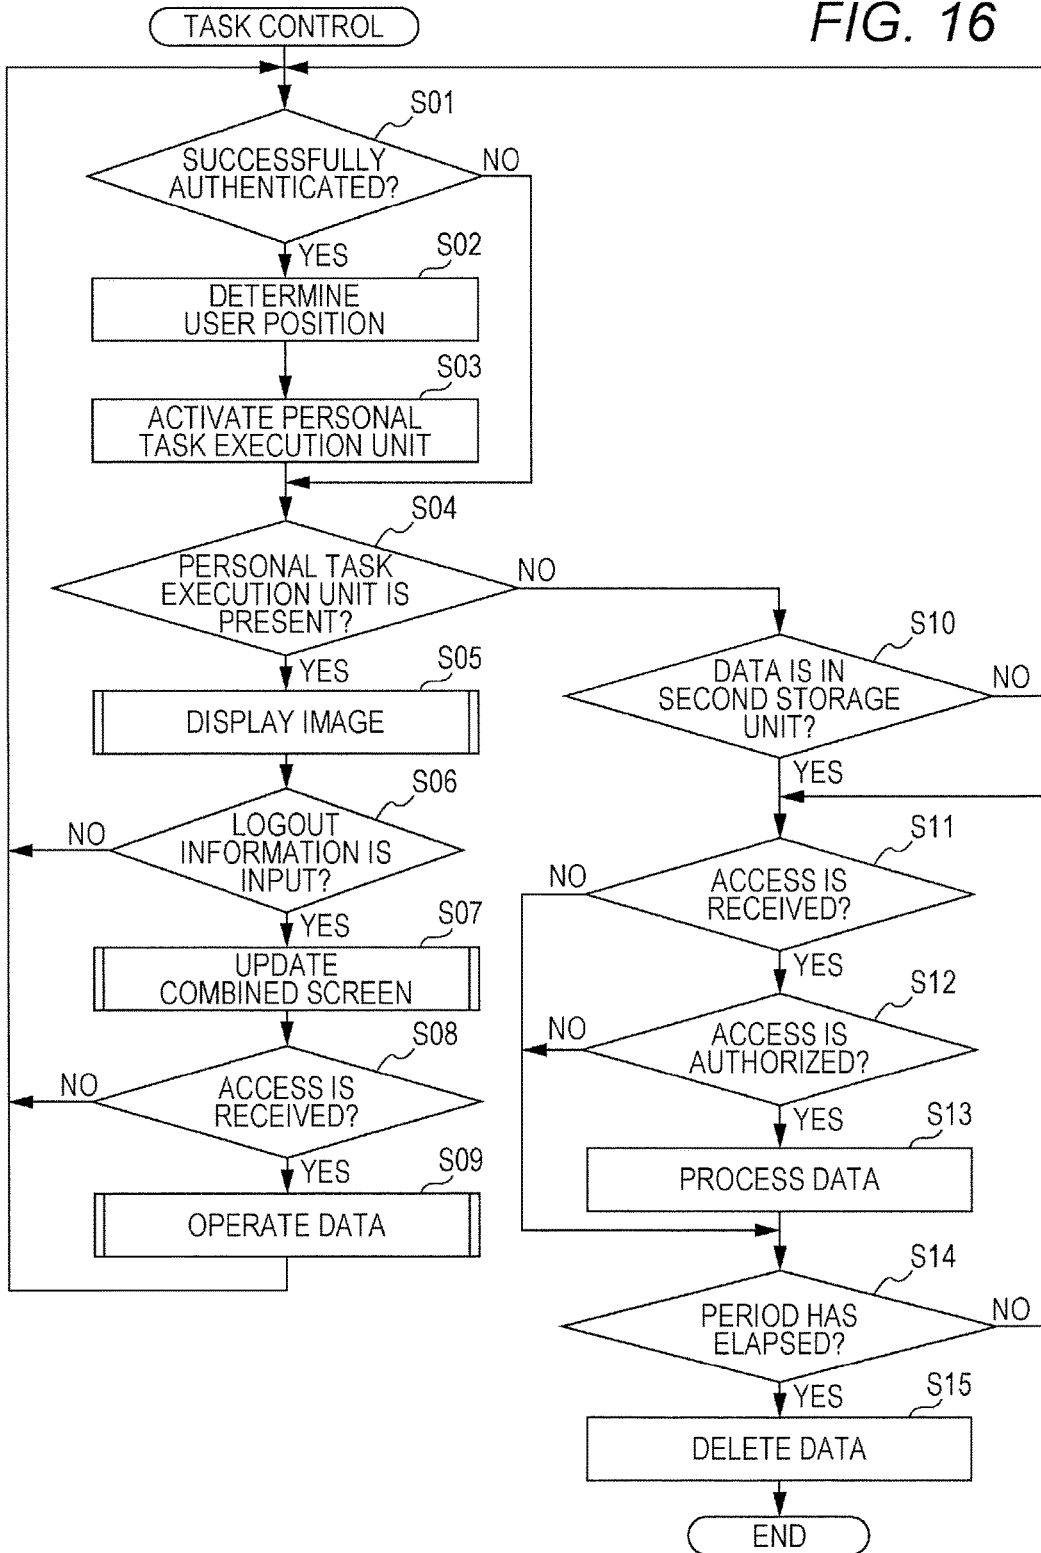 TASK CONTROL
FIG. 16
S01
SUCCESSFULLY
AUTHENTICATED?
NO
YES
S02
DETERMINE
USER POSITION
S03
ACTIVATE PERSONAL
TASK EXECUTION UNIT
S04
PERSONAL TASK
EXECUTION UNIT IS
PRESENT?
NO
YES
S05
DISPLAY IMAGE
S06
LOGOUT
INFORMATION IS
INPUT?
NO
YES
S07
UPDATE
COMBINED SCREEN
S08
ACCESS IS
RECEIVED?
NO
YES
S09
OPERATE DATA
S10
DATA IS IN
SECOND STORAGE
UNIT?
NO
YES
S11
ACCESS IS
RECEIVED?
NO
YES
S12
ACCESS IS
AUTHORIZED?
NO
YES
S13
PROCESS DATA
S14
PERIOD HAS
ELAPSED?
NO
YES
S15
DELETE DATA
END